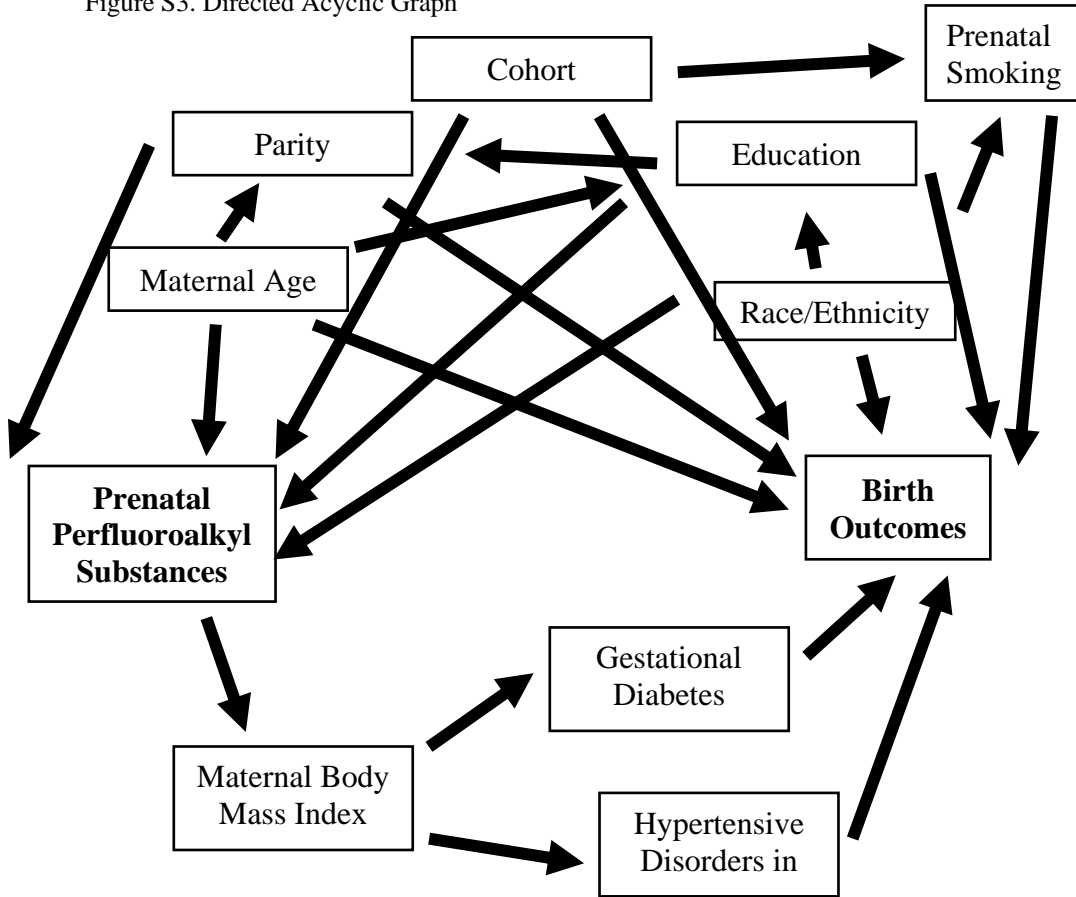 Figure S3. Directed Acyclic Graph
Prenatal
Smoking
Cohort
Parity
Education
Maternal Age
Race/Ethnicity
Prenatal
Perfluoroalkyl
Substances
Birth
Outcomes
Gestational
Diabetes
Maternal Body
Mass Index
Hypertensive
Disorders in